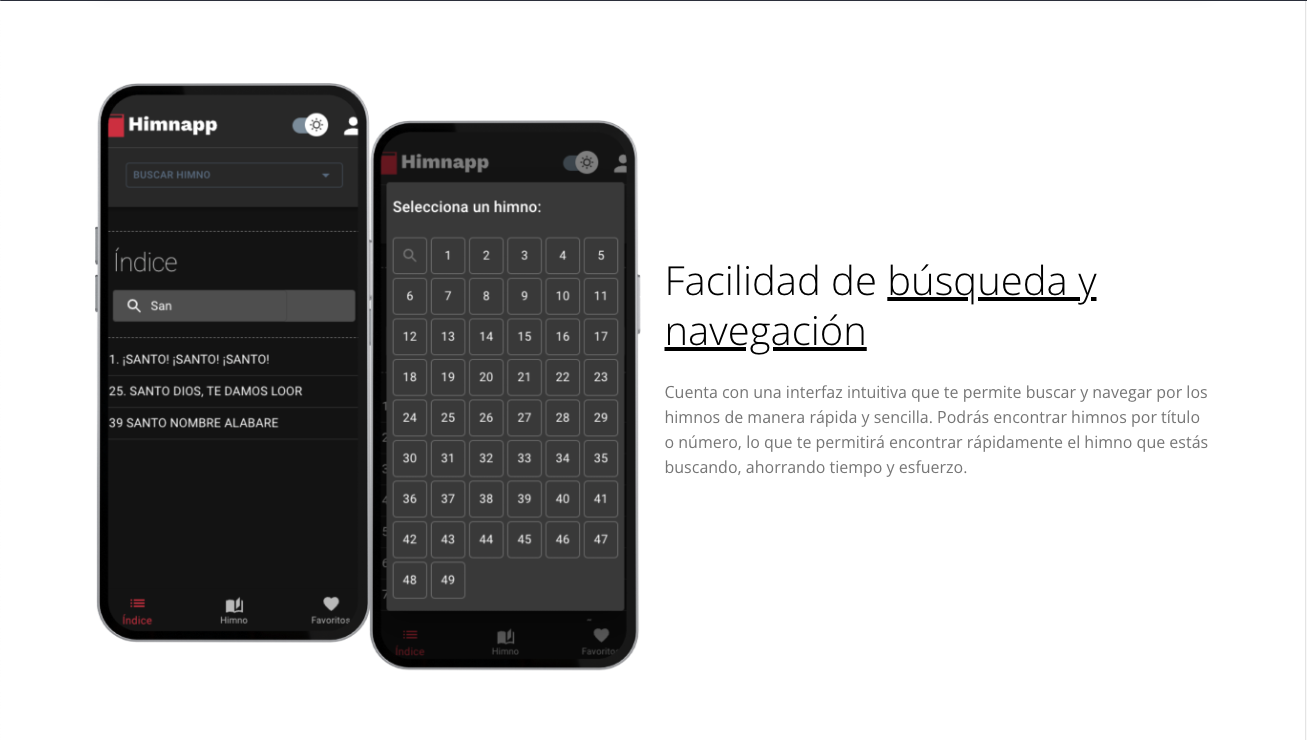 Himnapp
BUSCAR HIMNO
Índice
San
1. ¡SANTO! ¡SANTO! ¡SANTO!
25. SANTO DIOS, TE DAMOS LOOR
39 SANTO NOMBRE ALABARE
Índice Himno Favoritos
Himnapp
Selecciona un himno:
1 2 3 4 5
6 7 8 9 10 11
12 13 14 15 16 17
18 19 20 21 22 23
24 25 26 27 28 29
30 31 32 33 34 35
36 37 38 39 40 41
42 43 44 45 46 47
48 49
Índice Himno Favoritos
Facilidad de búsqueda y
navegación
Cuenta con una interfaz intuitiva que te permite buscar y navegar por los
himnos de manera rápida y sencilla. Podrás encontrar himnos por título
o número, lo que te permitirá encontrar rápidamente el himno que estás
buscando, ahorrando tiempo y esfuerzo.